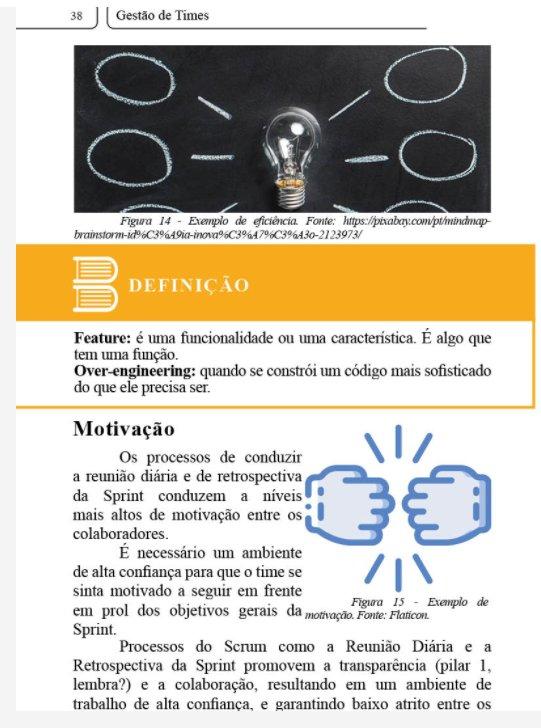 38
Gestão de Times
Figura 14 - Exemplo de eficiência. Fonte: https://pixabay.com/pt/mindmap-
brainstorm-id%C3%A9ia-inova%C3%A7%C3%A3o-2123973/
DEFINIÇÃO
Feature: é uma funcionalidade ou uma característica. É algo que
tem uma função.
Over-engineering: quando se constrói um código mais sofisticado
do que ele precisa ser.
Motivação
Os processos de conduzir
a reunião diária e de retrospectiva
da Sprint conduzem a níveis
mais altos de motivação entre os
colaboradores.
É necessário um ambiente
de alta confiança para que o time se
sinta motivado a seguir em frente
em prol dos objetivos gerais da
Sprint.
Figura 15 - Exemplo de
motivação. Fonte: Flaticon.
Processos do Scrum como a Reunião Diária e a
Retrospectiva da Sprint promovem a transparência (pilar 1,
lembra?) e a colaboração, resultando em um ambiente de
trabalho de alta confiança, e garantindo baixo atrito entre os